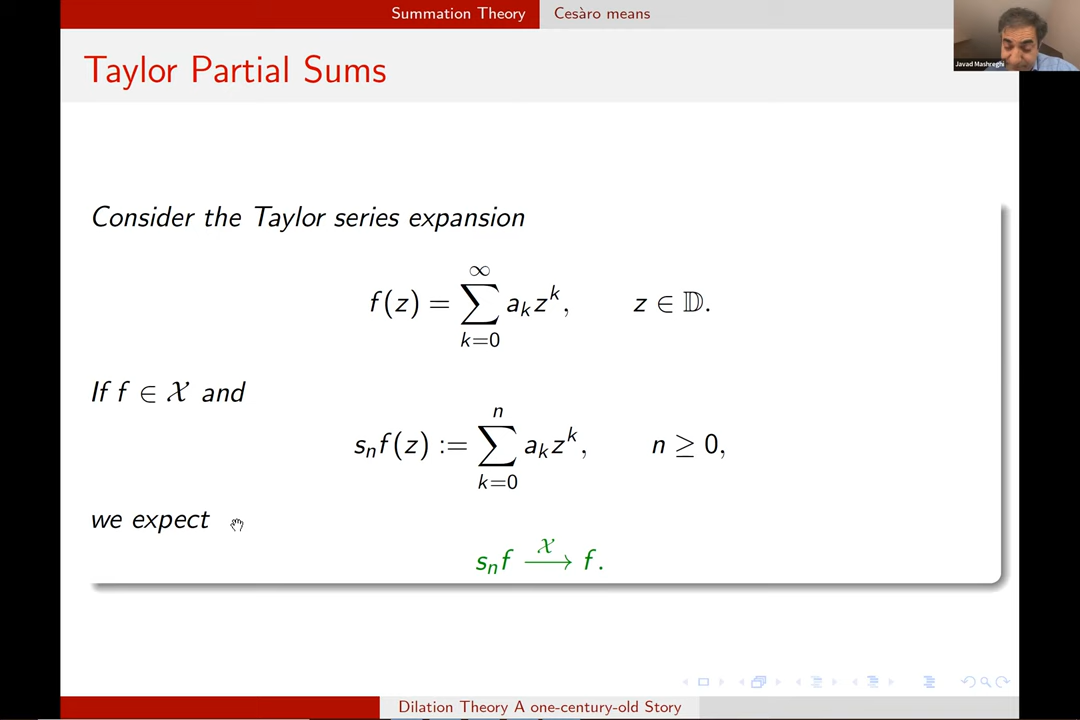 Summation Theory Cesàro means
Javad Mashreghi
Taylor Partial Sums
Consider the Taylor series expansion
f(z) = ∑_{k=0}^{∞} a_k z^k, z ∈ 𝔻.
If f ∈ 𝒳 and
s_n f(z) := ∑_{k=0}^{n} a_k z^k, n ≥ 0,
we expect
s_n f \xrightarrow{𝒳} f.
Dilation Theory A one-century-old Story